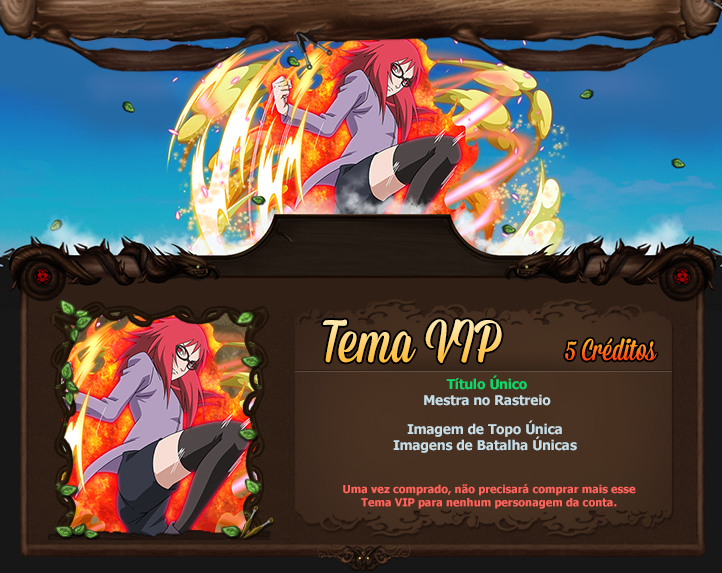 Tema VIP
5 Créditos
Título Único
Mestra no Rastreio
Imagem de Topo Única
Imagens de Batalha Únicas
Uma vez comprado, não precisará comprar mais esse
Tema VIP para nenhum personagem da conta.